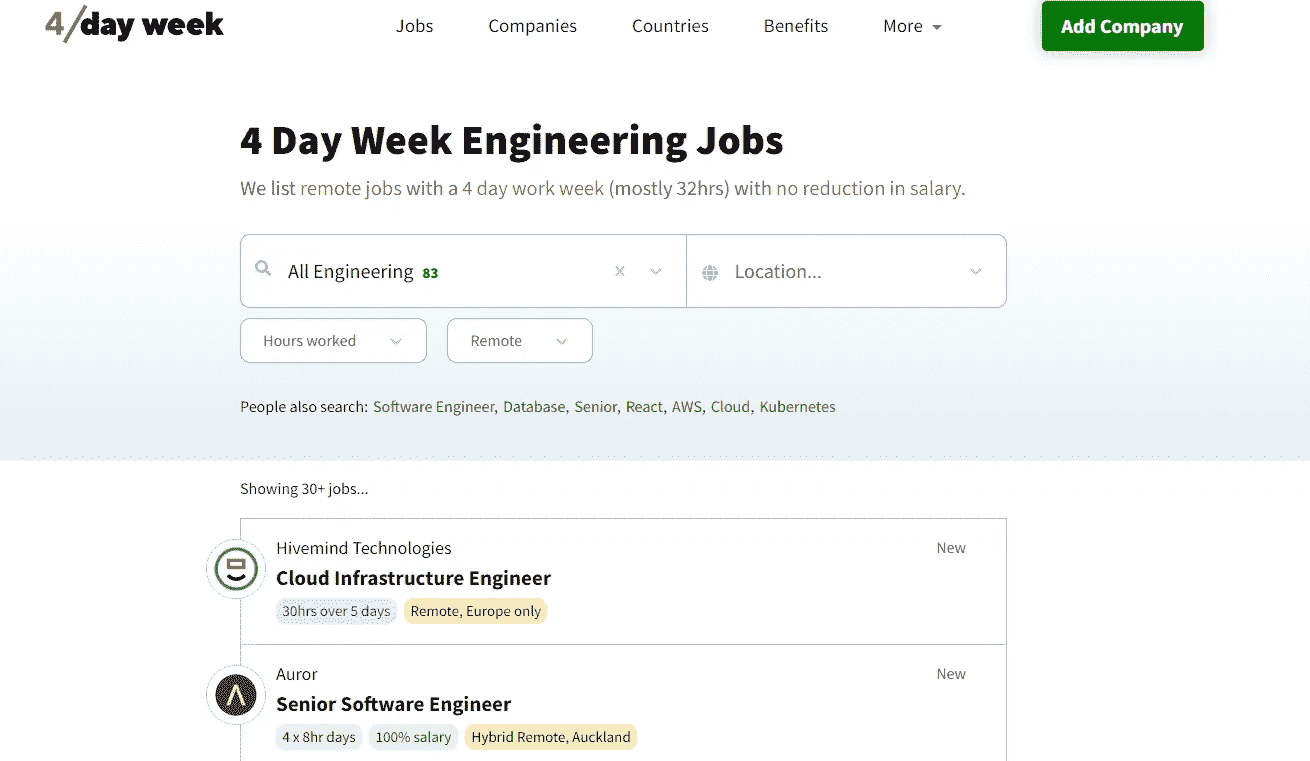 4/day week Jobs Companies Countries Benefits More Add Company
4 Day Week Engineering Jobs
We list remote jobs with a 4 day work week (mostly 32hrs) with no reduction in salary.
All Engineering 83 Location...
Hours worked Remote
People also search: Software Engineer, Database, Senior, React, AWS, Cloud, Kubernetes
Showing 30+ jobs...
Hivemind Technologies New
Cloud Infrastructure Engineer
30hrs over 5 days Remote, Europe only
Auror New
Senior Software Engineer
4 x 8hr days 100% salary Hybrid Remote, Auckland